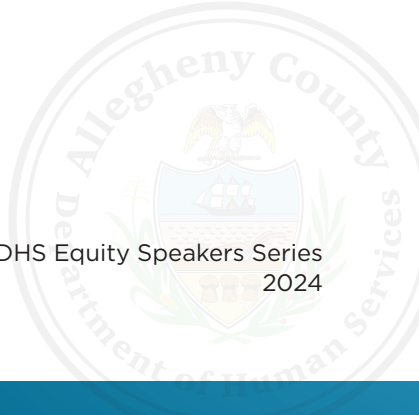 Allegheny County
DHS Equity Speakers Series
2024
Department of Human Services